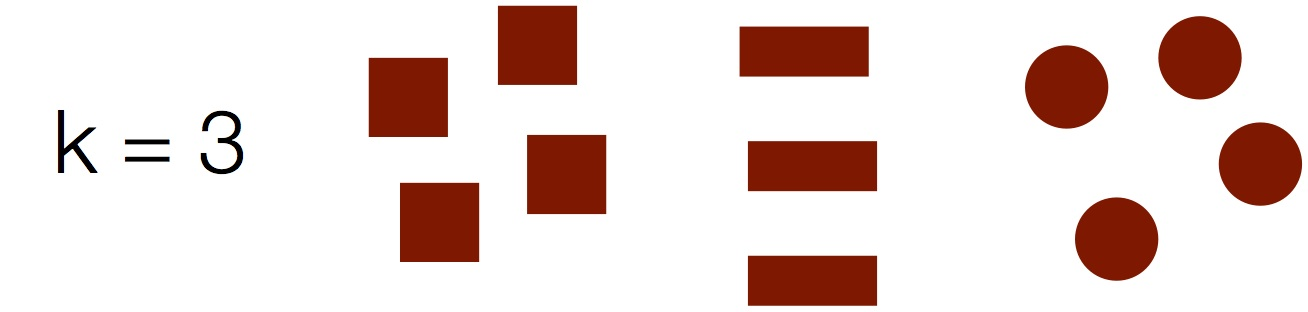 k = 3